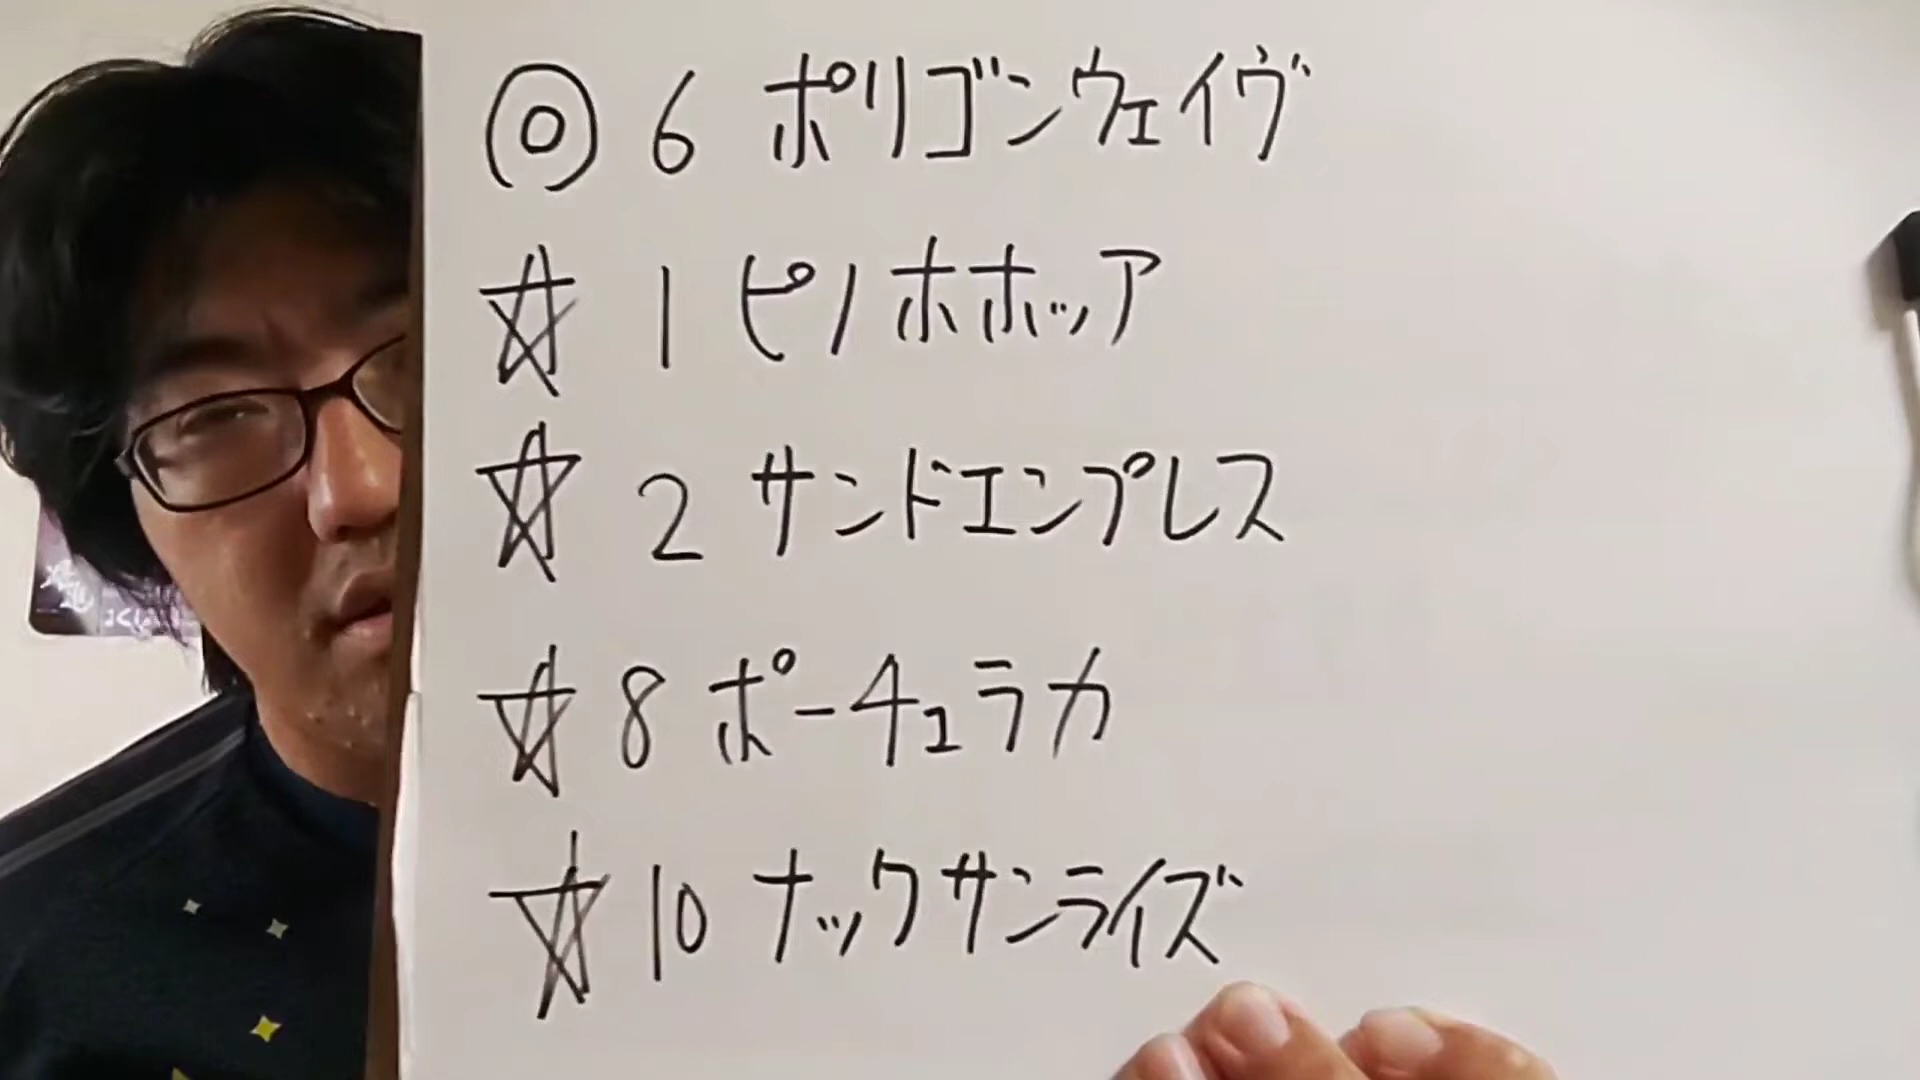 ◎ 6 ポリゴンウェイヴ
☆ 1 ピノホホッア
☆ 2 サンドエンプレス
☆ 8 ポーチュラカ
☆ 10 ナックサンライズ